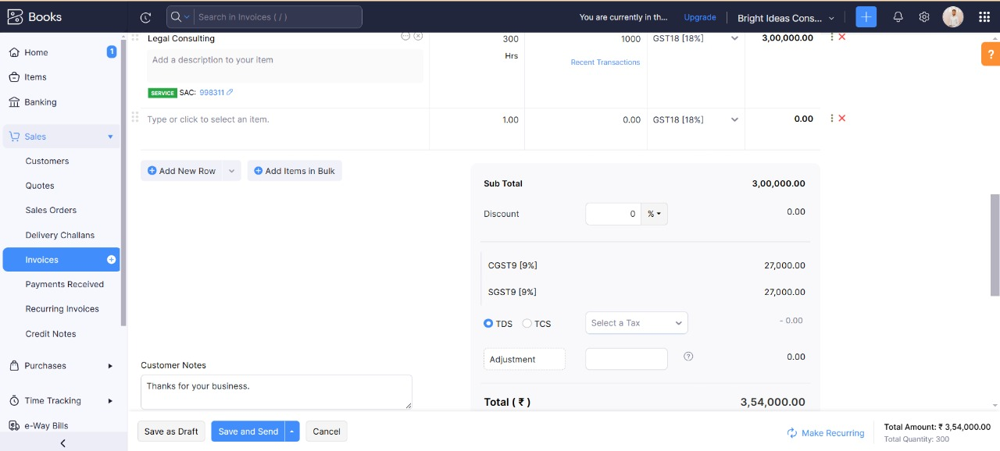 Books
Search in Invoices ( / )
You are currently in th...
Upgrade
Bright Ideas Cons...
Home
1
Items
Banking
Sales
Customers
Quotes
Sales Orders
Delivery Challans
Invoices
Payments Received
Recurring Invoices
Credit Notes
Purchases
Time Tracking
e-Way Bills
Legal Consulting
300
1000
GST18 [18%]
3,00,000.00
Add a description to your item
Hrs
Recent Transactions
SERVICE SAC: 998311
Type or click to select an item.
1.00
0.00
GST18 [18%]
0.00
Add New Row
Add Items in Bulk
Sub Total
3,00,000.00
Discount
0
%
0.00
CGST9 [9%]
27,000.00
SGST9 [9%]
27,000.00
TDS
TCS
Select a Tax
- 0.00
Adjustment
?
0.00
Total ( ₹ )
3,54,000.00
Customer Notes
Thanks for your business.
Save as Draft
Save and Send
Cancel
Make Recurring
Total Amount: ₹ 3,54,000.00
Total Quantity: 300
?